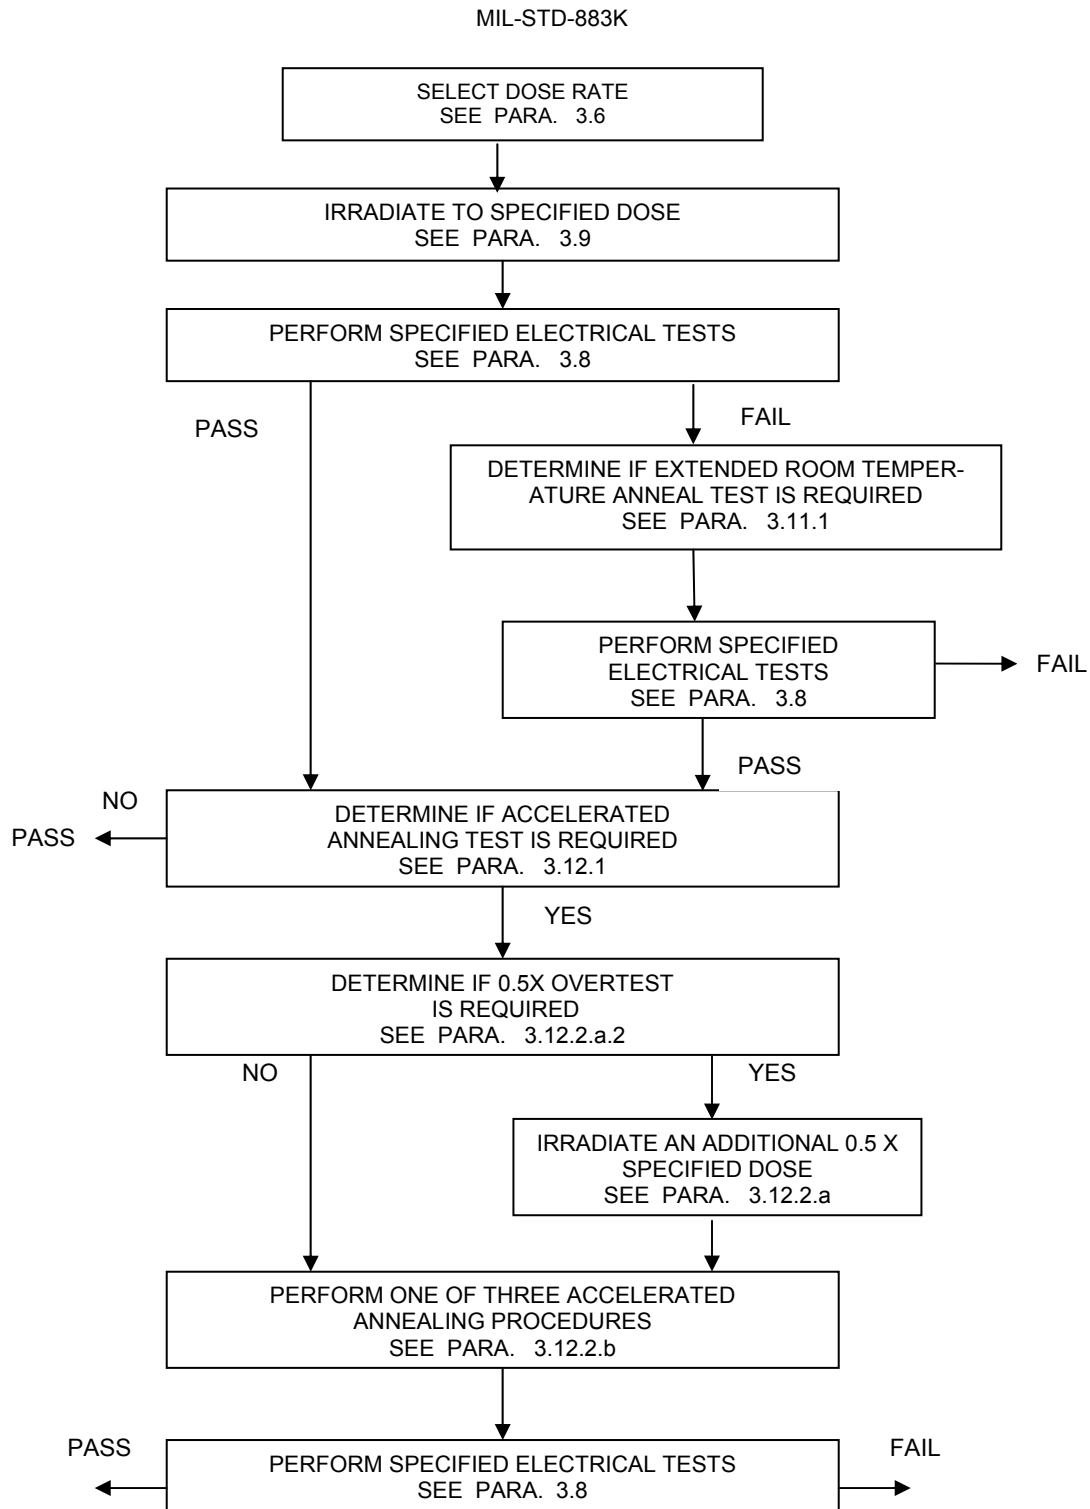 MIL-STD-883K
SELECT DOSE RATE
SEE PARA. 3.6
IRRADIATE TO SPECIFIED DOSE
SEE PARA. 3.9
PERFORM SPECIFIED ELECTRICAL TESTS
SEE PARA. 3.8
PASS
FAIL
DETERMINE IF EXTENDED ROOM TEMPER-
ATURE ANNEAL TEST IS REQUIRED
SEE PARA. 3.11.1
PERFORM SPECIFIED
ELECTRICAL TESTS
SEE PARA. 3.8
FAIL
PASS
NO
PASS
DETERMINE IF ACCELERATED
ANNEALING TEST IS REQUIRED
SEE PARA. 3.12.1
YES
DETERMINE IF 0.5X OVERTEST
IS REQUIRED
SEE PARA. 3.12.2.a.2
NO
YES
IRRADIATE AN ADDITIONAL 0.5 X
SPECIFIED DOSE
SEE PARA. 3.12.2.a
PERFORM ONE OF THREE ACCELERATED
ANNEALING PROCEDURES
SEE PARA. 3.12.2.b
PASS
FAIL
PERFORM SPECIFIED ELECTRICAL TESTS
SEE PARA. 3.8